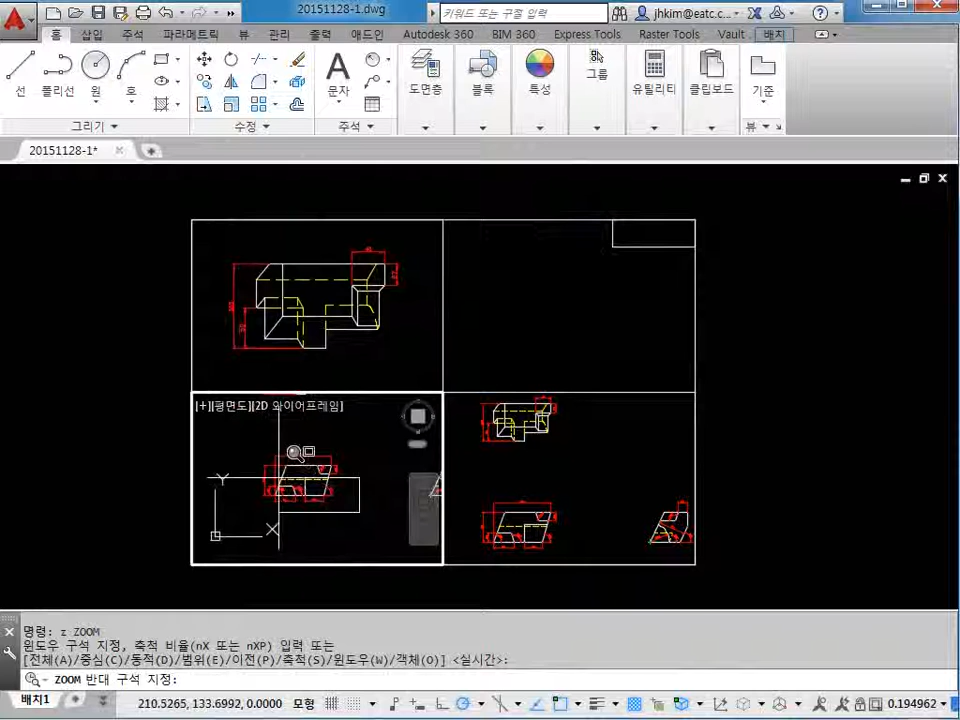 20151128-1.dwg
키워드 또는 구절 입력
jhkim@eatc.c...
홈 삽입 주석 파라메트릭 뷰 관리 출력 애드인 Autodesk 360 BIM 360 Express Tools Raster Tools Vault 배치
선 폴리선 원 호 문자 도면층 블록 특성 그룹 유틸리티 클립보드 기준
그리기 수정 주석 뷰
20151128-1*
[+][평면도][2D 와이어프레임]
Y
X
명령: z ZOOM
윈도우 구석 지정, 축척 비율(nX 또는 nXP) 입력 또는
[전체(A)/중심(C)/동적(D)/범위(E)/이전(P)/축척(S)/윈도우(W)/객체(O)] <실시간>:
ZOOM 반대 구석 지정:
배치1
210.5265, 133.6992, 0.0000 모형 0.194962